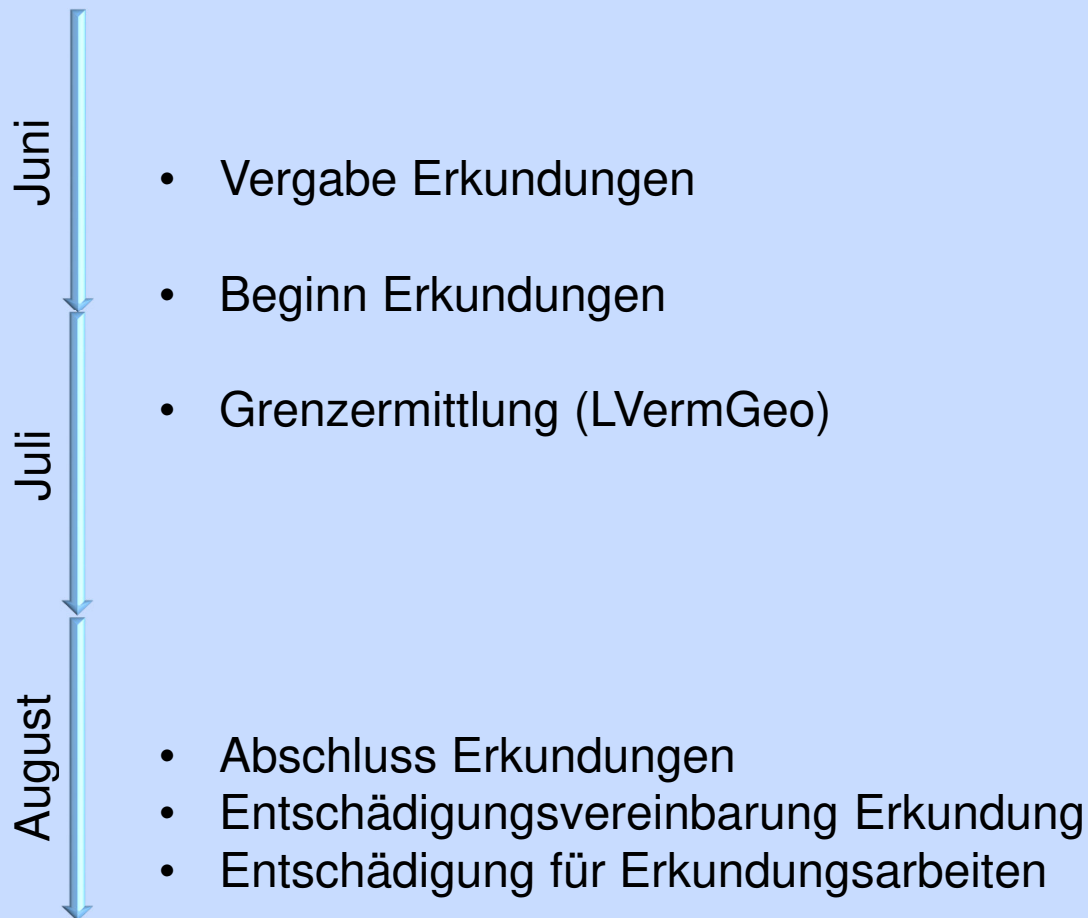 Juni
• Vergabe Erkundungen
• Beginn Erkundungen
Juli
• Grenzermittlung (LVermGeo)
August
• Abschluss Erkundungen
• Entschädigungsvereinbarung Erkundung
• Entschädigung für Erkundungsarbeiten